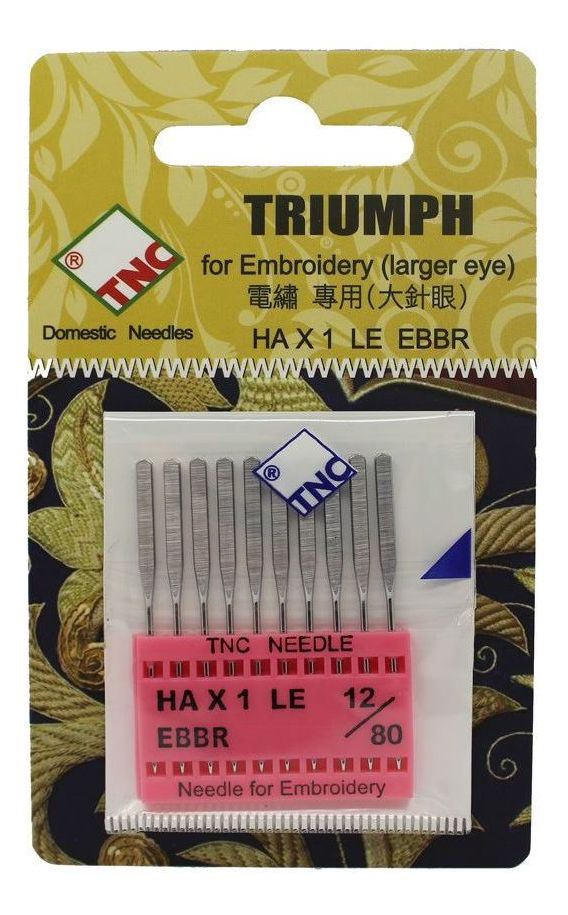 TRIUMPH
for Embroidery (larger eye)
電繡 專用(大針眼)
HA X 1 LE EBBR
® TNC
Domestic Needles
® TNC
TNC NEEDLE
HA X 1 LE 12/80
EBBR
Needle for Embroidery